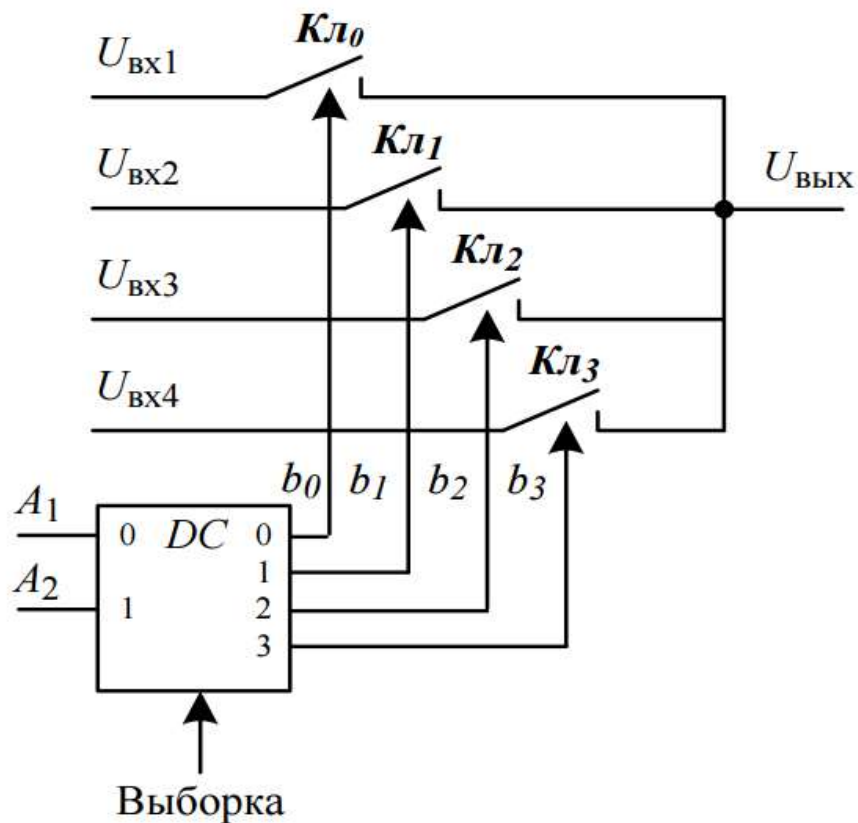 Кл₀
Uвх1
Кл₁
Uвх2
Uвых
Кл₂
Uвх3
Кл₃
Uвх4
b₀ b₁ b₂ b₃
A₁
0 DC 0
1
A₂
1 2
3
Выборка